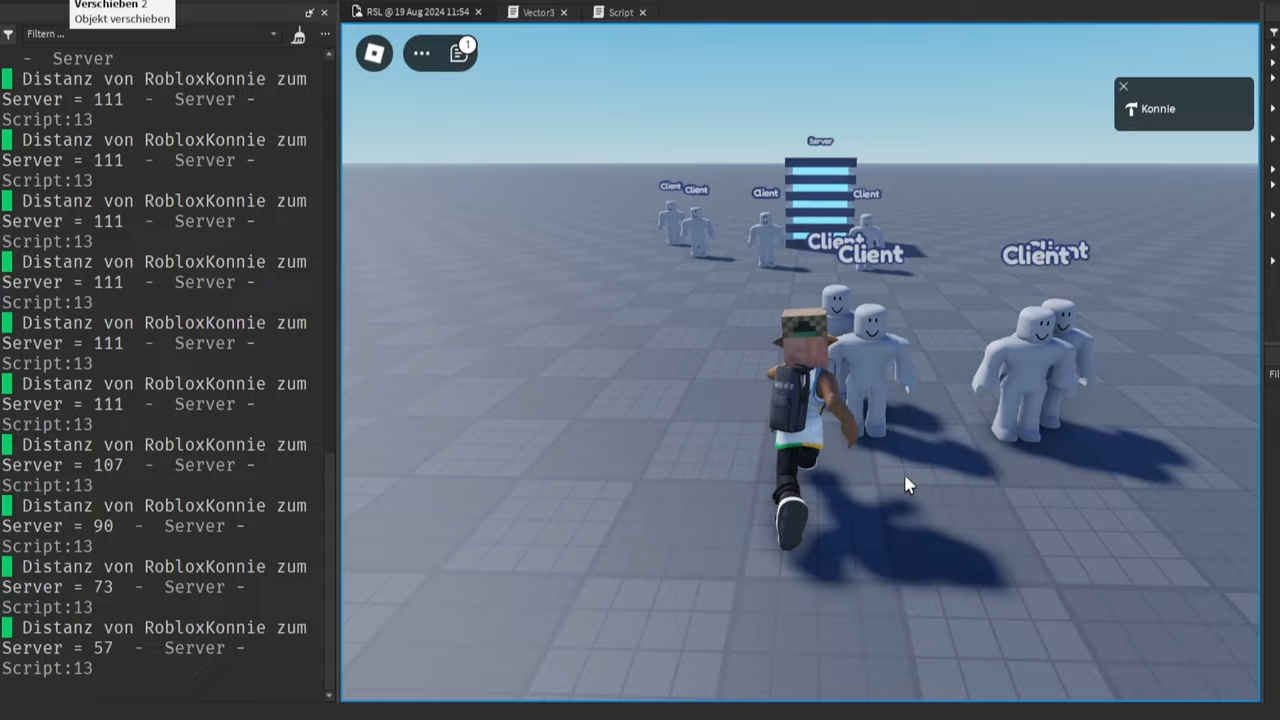 Verschieben 2
Objekt verschieben
RSL @ 19 Aug 2024 11:54
Vector3
Script
Filtern ...
- Server
Distanz von RobloxKonnie zum
Server = 111 - Server -
Script:13
Distanz von RobloxKonnie zum
Server = 111 - Server -
Script:13
Distanz von RobloxKonnie zum
Server = 111 - Server -
Script:13
Distanz von RobloxKonnie zum
Server = 111 - Server -
Script:13
Distanz von RobloxKonnie zum
Server = 111 - Server -
Script:13
Distanz von RobloxKonnie zum
Server = 111 - Server -
Script:13
Distanz von RobloxKonnie zum
Server = 107 - Server -
Script:13
Distanz von RobloxKonnie zum
Server = 90 - Server -
Script:13
Distanz von RobloxKonnie zum
Server = 73 - Server -
Script:13
Distanz von RobloxKonnie zum
Server = 57 - Server -
Script:13
1
Konnie
Server
Client
Client
Client
Client
Client
Client
Client
Fil